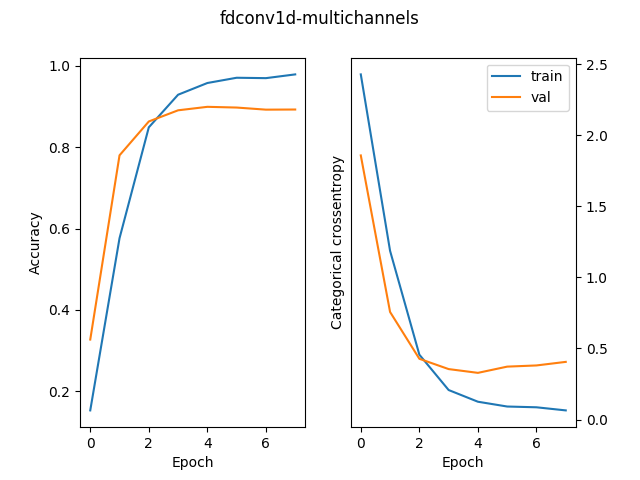 fdconv1d-multichannels
Accuracy
1.0
0.8
0.6
0.4
0.2
0 2 4 6
Epoch
Categorical crossentropy
train
val
2.5
2.0
1.5
1.0
0.5
0.0
0 2 4 6
Epoch